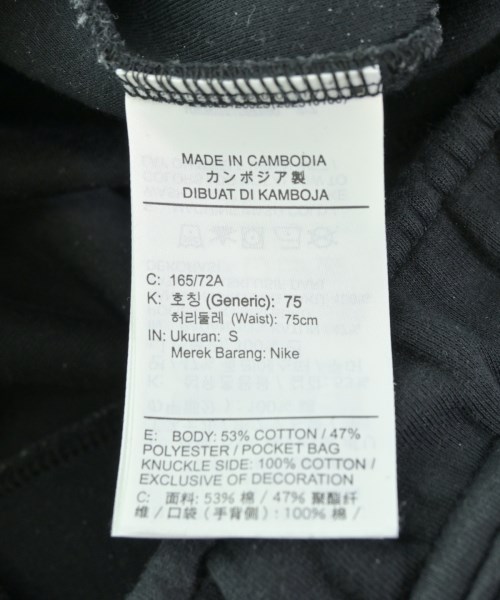 MADE IN CAMBODIA
カンボジア製
DIBUAT DI KAMBOJA
C: 165/72A
K: 호칭 (Generic): 75
허리둘레 (Waist): 75cm
IN: Ukuran: S
Merek Barang: Nike
E: BODY: 53% COTTON / 47%
POLYESTER / POCKET BAG
KNUCKLE SIDE: 100% COTTON /
EXCLUSIVE OF DECORATION
C: 面料: 53% 棉 / 47% 聚酯纤
维 / 口袋 (手背侧) : 100% 棉 /